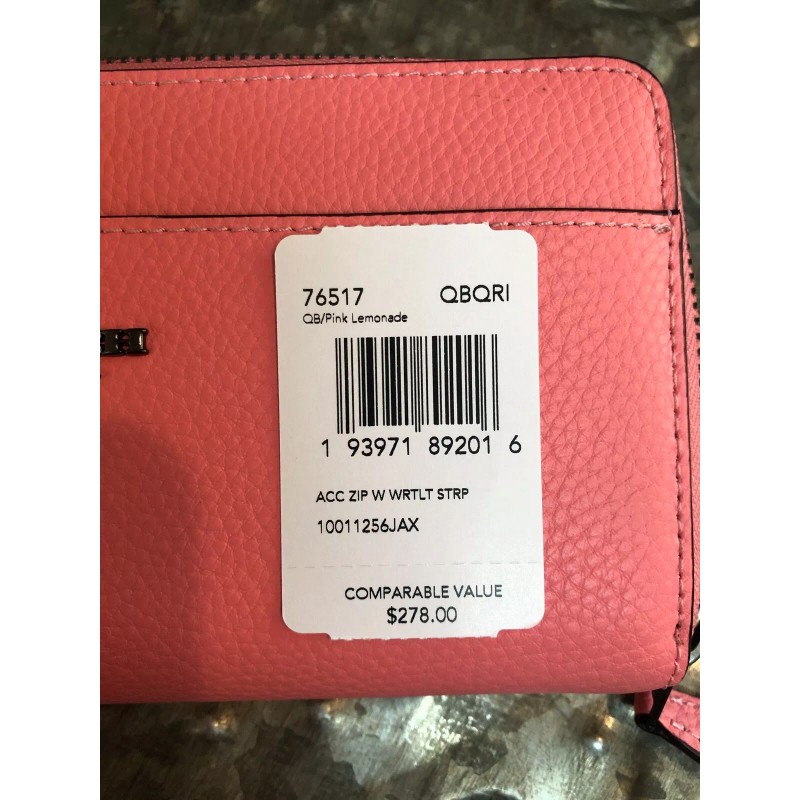 76517 QBQRI
QB/Pink Lemonade
1 93971 89201 6
ACC ZIP W WRTLT STRP
10011256JAX
COMPARABLE VALUE
$278.00